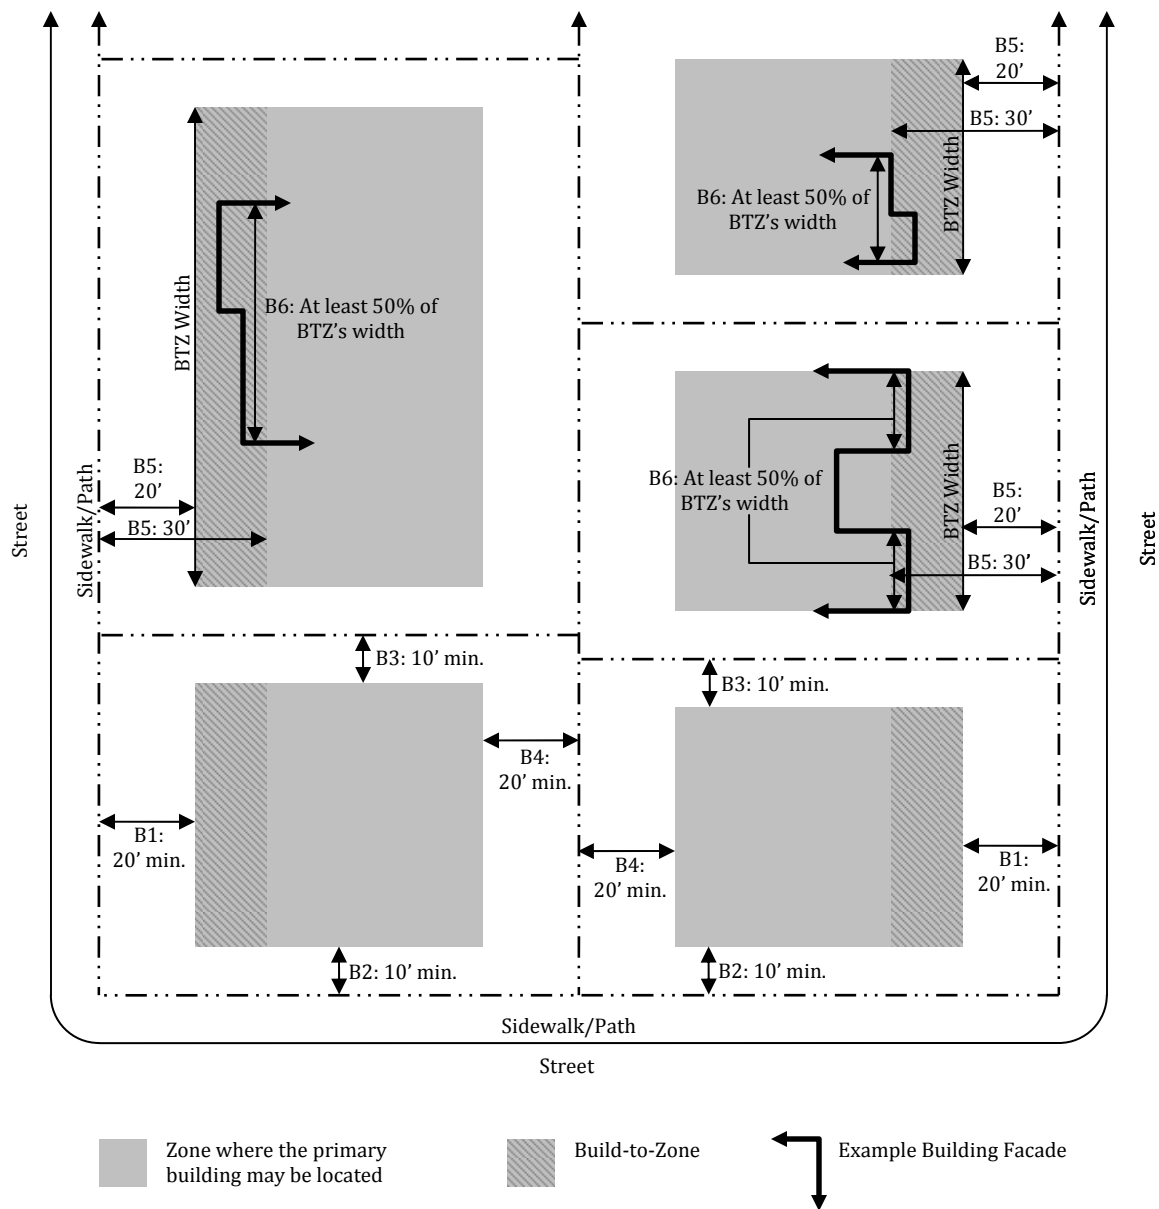 B5:
20’
B5: 30’
BTZ Width
B6: At least 50% of
BTZ’s width
BTZ Width
B6: At least 50% of
BTZ’s width
B5:
20’
B5: 30’
Sidewalk/Path
Street
B6: At least 50% of
BTZ’s width
BTZ Width
B5:
20’
B5: 30’
Sidewalk/Path
Street
B3: 10’ min.
B3: 10’ min.
B4:
20’ min.
B1:
20’ min.
B4:
20’ min.
B1:
20’ min.
B2: 10’ min.
B2: 10’ min.
Sidewalk/Path
Street
Zone where the primary
building may be located
Build-to-Zone
Example Building Facade